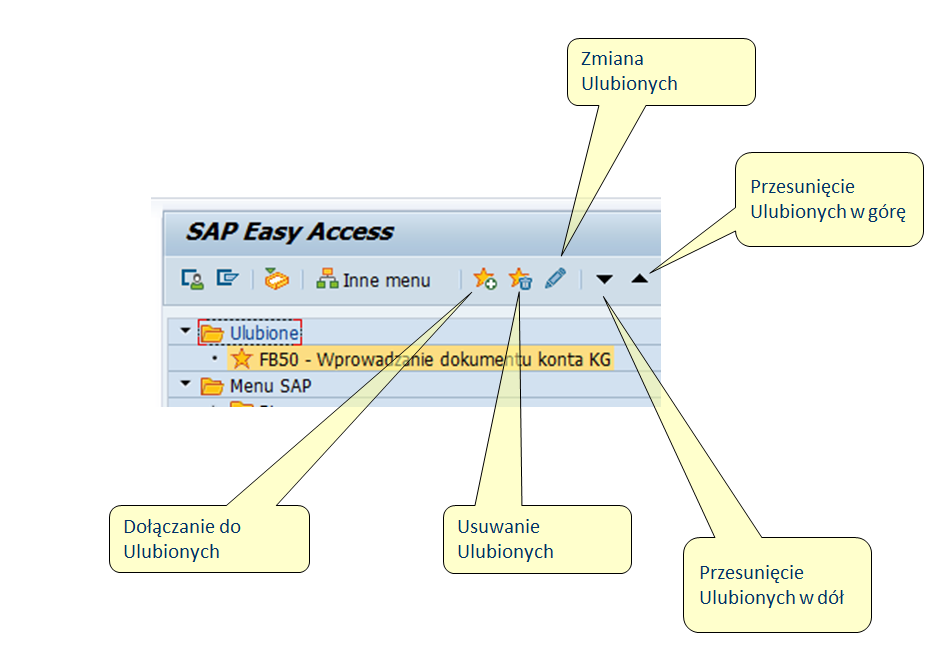 Zmiana
Ulubionych
Przesunięcie
Ulubionych w górę
SAP Easy Access
Inne menu
Ulubione
FB50 - Wprowadzanie dokumentu konta KG
Menu SAP
Dołączanie do
Ulubionych
Usuwanie
Ulubionych
Przesunięcie
Ulubionych w dół